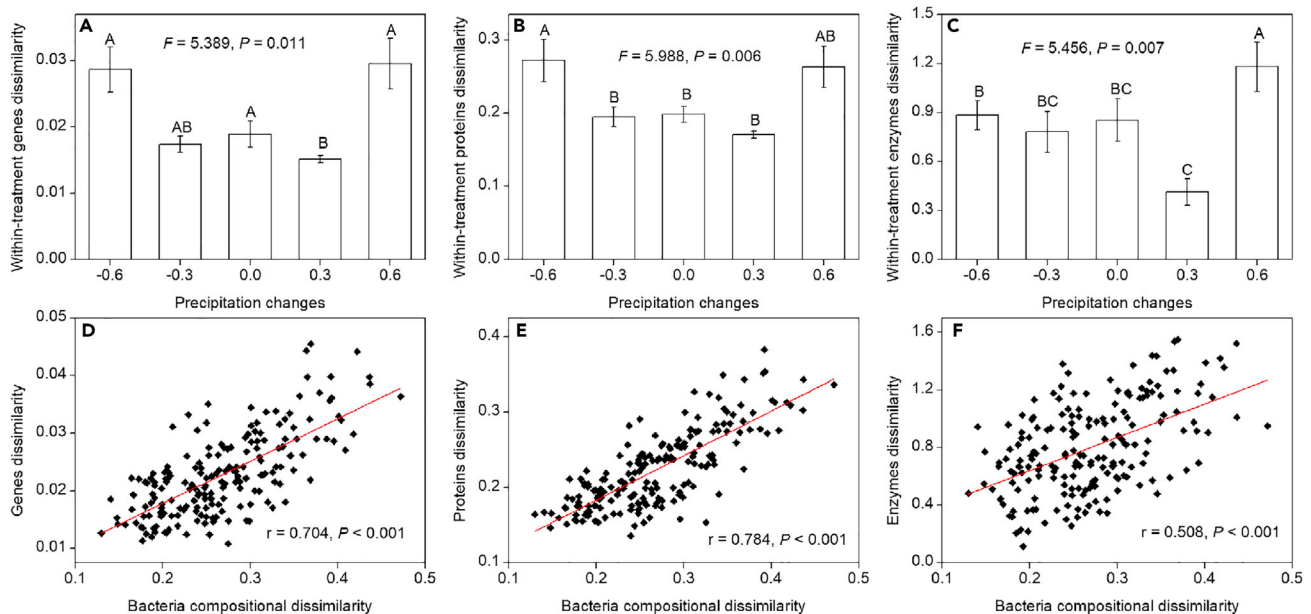 A
F = 5.389, P = 0.011
A
AB
A
B
A
0.03
0.02
0.01
0.00
Within-treatment genes dissimilarity
-0.6 -0.3 0.0 0.3 0.6
Precipitation changes
B
F = 5.988, P = 0.006
A
B
B
B
AB
0.3
0.2
0.1
0.0
Within-treatment proteins dissimilarity
-0.6 -0.3 0.0 0.3 0.6
Precipitation changes
C
F = 5.456, P = 0.007
B
BC
BC
C
A
1.5
1.2
0.9
0.6
0.3
0.0
Within-treatment enzymes dissimilarity
-0.6 -0.3 0.0 0.3 0.6
Precipitation changes
D
0.05
0.04
0.03
0.02
0.01
Genes dissimilarity
r = 0.704, P < 0.001
0.1 0.2 0.3 0.4 0.5
Bacteria compositional dissimilarity
E
0.4
0.3
0.2
0.1
Proteins dissimilarity
r = 0.784, P < 0.001
0.1 0.2 0.3 0.4 0.5
Bacteria compositional dissimilarity
F
1.6
1.2
0.8
0.4
0.0
Enzymes dissimilarity
r = 0.508, P < 0.001
0.1 0.2 0.3 0.4 0.5
Bacteria compositional dissimilarity